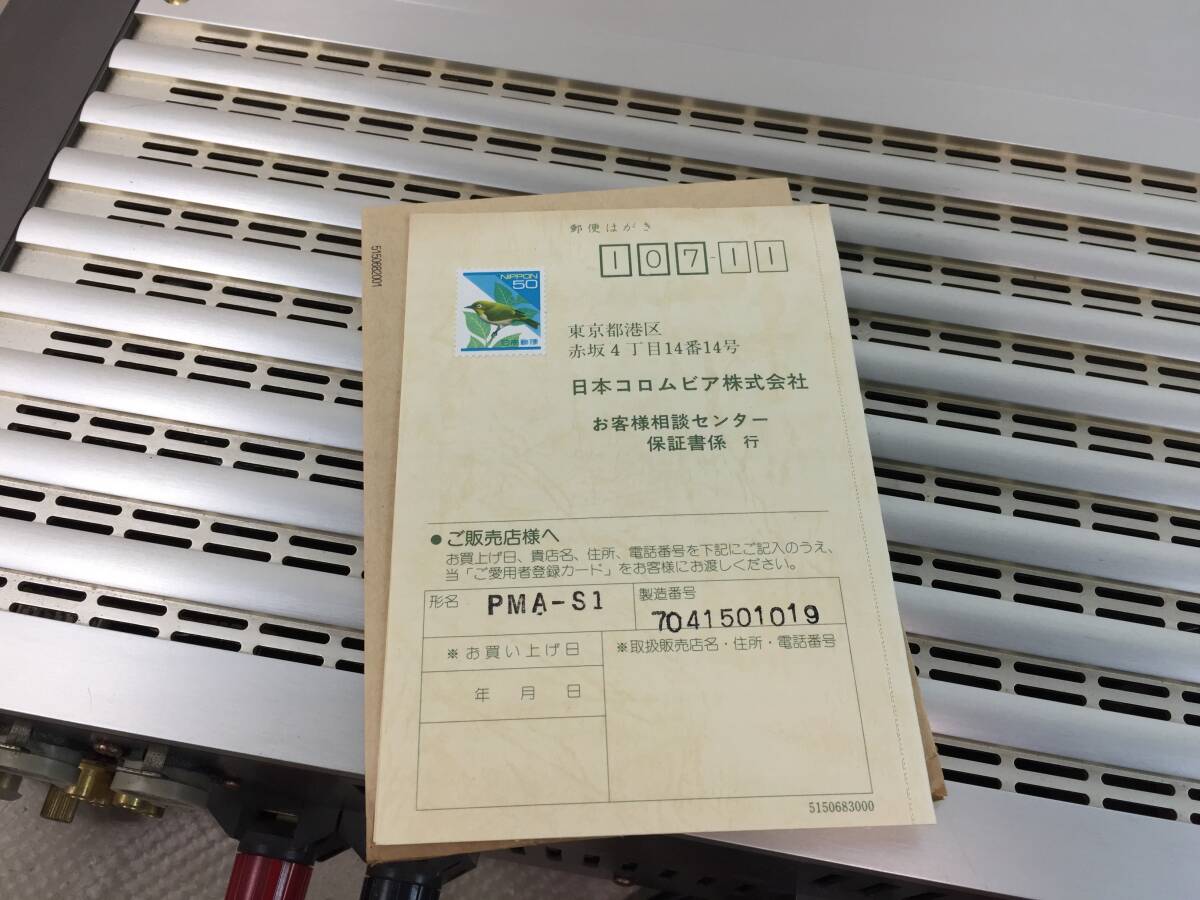 郵便はがき
107-11
NIPPON
50
日本郵便
東京都港区
赤坂4丁目14番14号
日本コロムビア株式会社
お客様相談センター
保証書係 行
●ご販売店様へ
お買上げ日、貴店名、住所、電話番号を下記にご記入のうえ、
当「ご愛用者登録カード」をお客様にお渡しください。
形名 PMA-S1
製造番号
7041501019
※お買い上げ日
※取扱販売店名・住所・電話番号
年 月 日
5150683000
5150682001